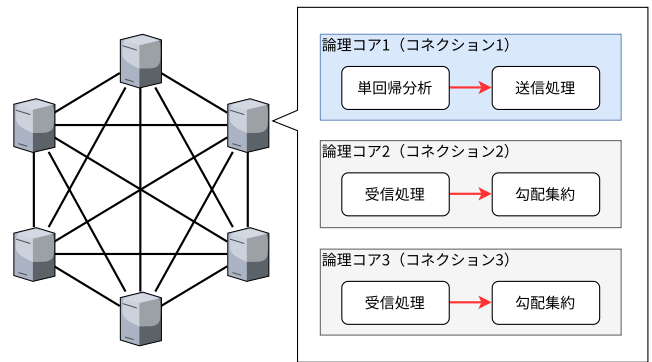 論理コア1（コネクション1）
単回帰分析
送信処理
論理コア2（コネクション2）
受信処理
勾配集約
論理コア3（コネクション3）
受信処理
勾配集約